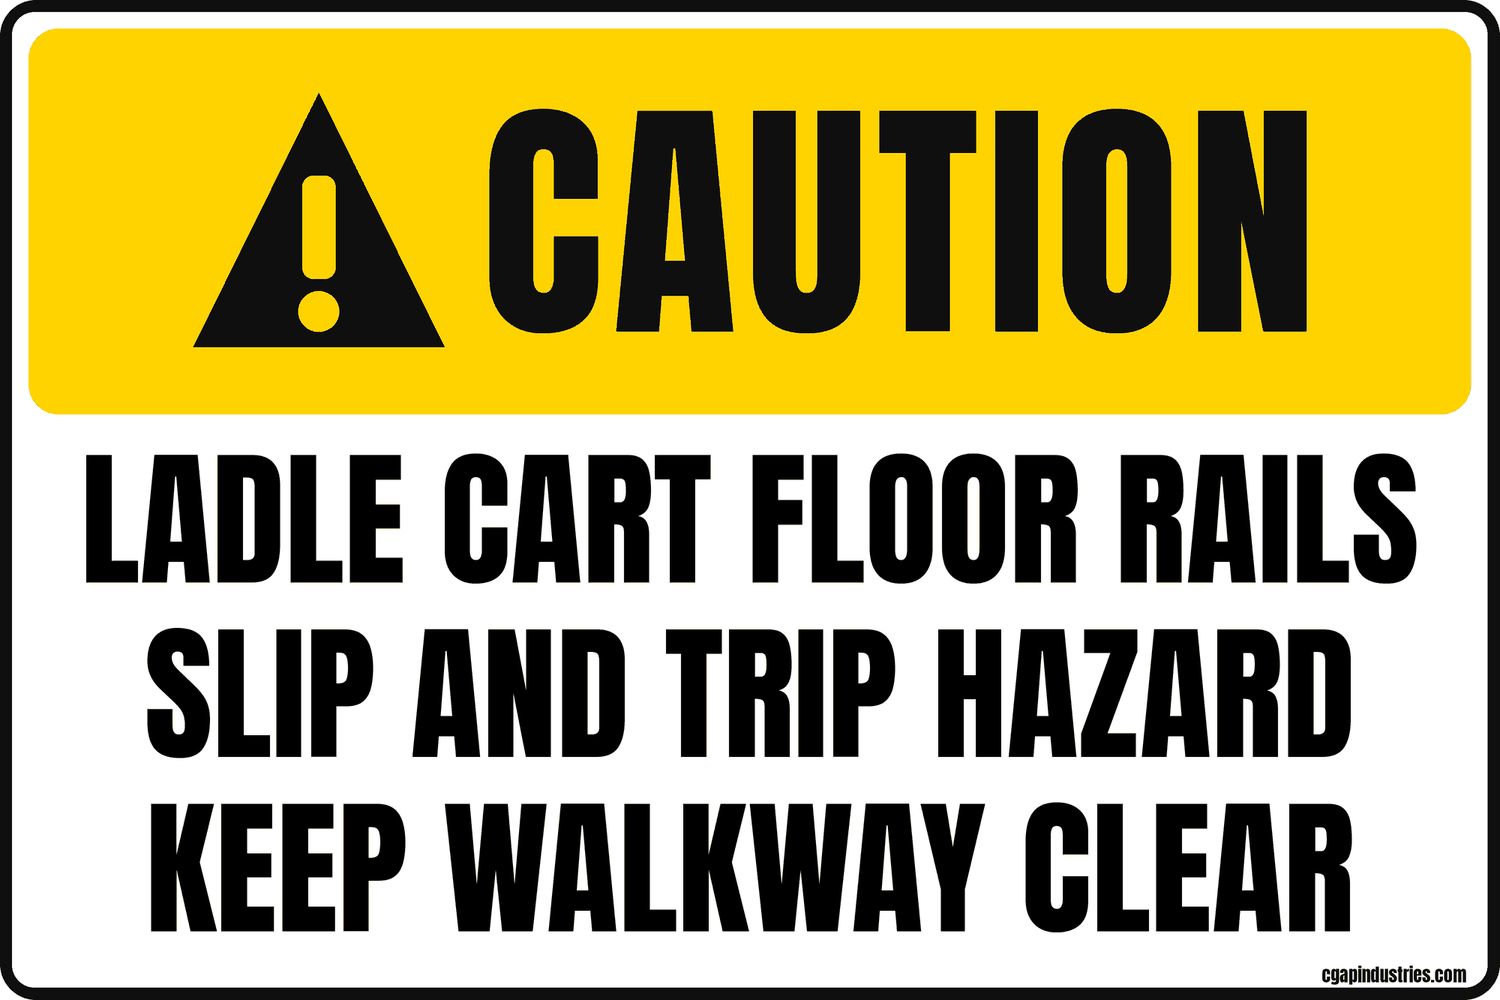 CAUTION
LADLE CART FLOOR RAILS
SLIP AND TRIP HAZARD
KEEP WALKWAY CLEAR
cgapindustries.com